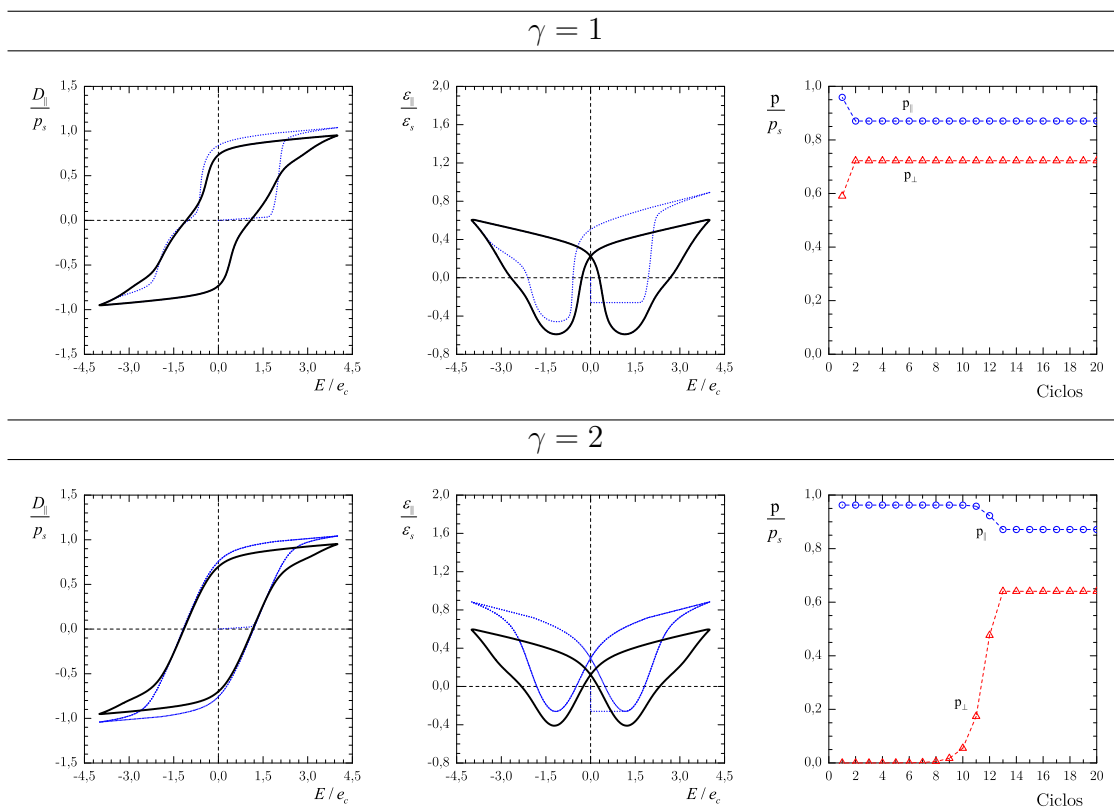 γ = 1
D∥ / p_s
1,5
1,0
0,5
0,0
-0,5
-1,0
-1,5
-4,5 -3,0 -1,5 0,0 1,5 3,0 4,5
E / e_c
ε∥ / ε_s
2,0
1,6
1,2
0,8
0,4
0,0
-0,4
-0,8
-4,5 -3,0 -1,5 0,0 1,5 3,0 4,5
E / e_c
p / p_s
1,0
0,8
0,6
0,4
0,2
0,0
p∥
p⊥
0 2 4 6 8 10 12 14 16 18 20
Ciclos
γ = 2
D∥ / p_s
1,5
1,0
0,5
0,0
-0,5
-1,0
-1,5
-4,5 -3,0 -1,5 0,0 1,5 3,0 4,5
E / e_c
ε∥ / ε_s
2,0
1,6
1,2
0,8
0,4
0,0
-0,4
-0,8
-4,5 -3,0 -1,5 0,0 1,5 3,0 4,5
E / e_c
p / p_s
1,0
0,8
0,6
0,4
0,2
0,0
p∥
p⊥
0 2 4 6 8 10 12 14 16 18 20
Ciclos